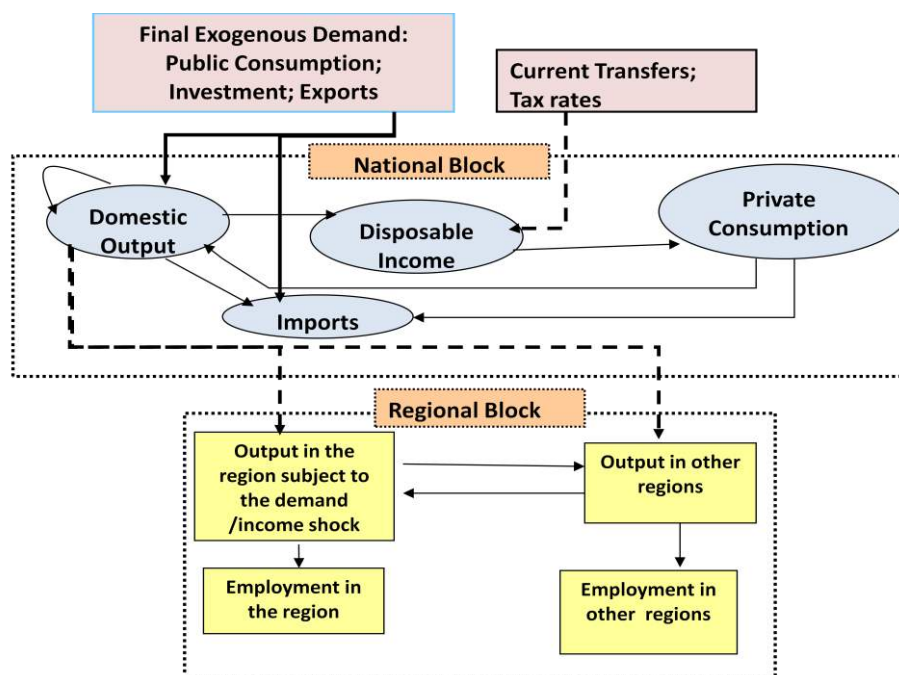 Final Exogenous Demand:
Public Consumption;
Investment; Exports
Current Transfers;
Tax rates
National Block
Domestic
Output
Disposable
Income
Private
Consumption
Imports
Regional Block
Output in the
region subject to
the demand
/income shock
Output in other
regions
Employment in
the region
Employment in
other regions